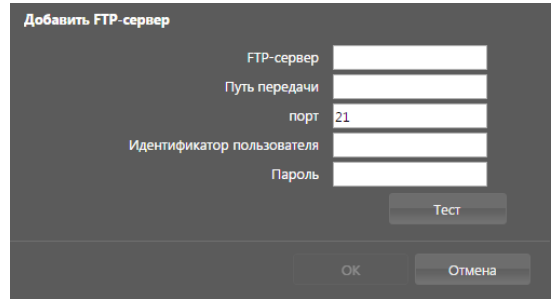 Добавить FTP-сервер
FTP-сервер
Путь передачи
порт 21
Идентификатор пользователя
Пароль
Тест
OK Отмена